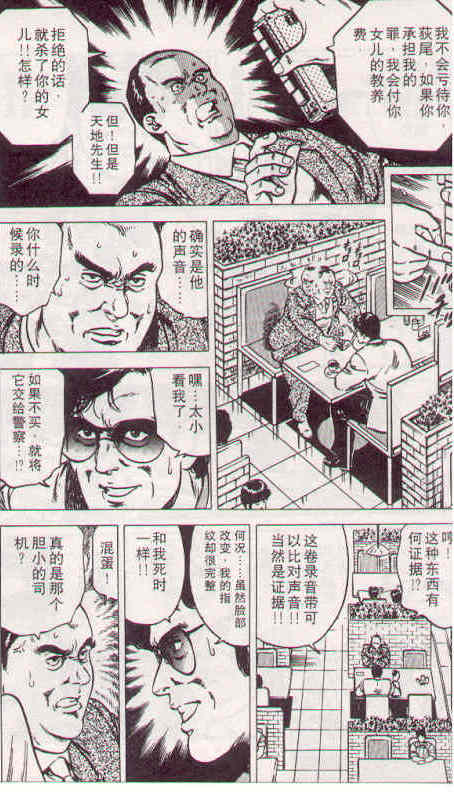 我不会亏待你，
荻尾，如果你
承担我的
罪，我会付你
女儿的教养
费．
但！但是
天地先生!!
拒绝的话，
就杀了你的女
儿!!怎样？
确实是他
的声音……
你什么时
候录的……
嘿…太小
看我了．
如果不买．就将
它交给警察…!?
哼！
这种东西有
何证据!?
这卷录音带可
以比对声音!!
当然是证据!!
何况……虽然脸部
改变．我的指
纹却很完整
和我死时
一样!!
混蛋！
真的是那个
胆小的司
机？